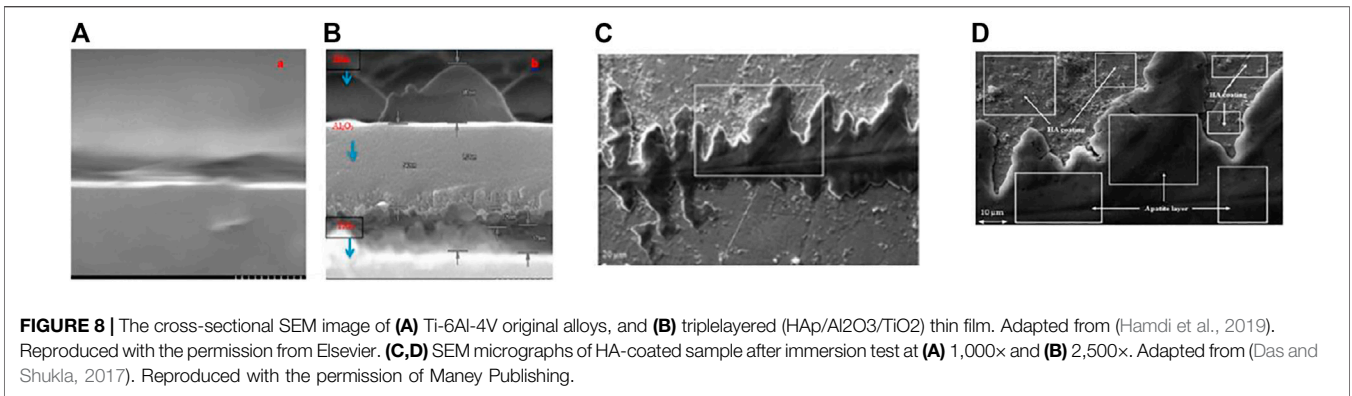 A
B
C
D
a
b
Al₂O₃
HA coating
HA coating
Apatite layer
10 µm
20 µm
FIGURE 8 | The cross-sectional SEM image of (A) Ti-6Al-4V original alloys, and (B) triplelayered (HAp/Al2O3/TiO2) thin film. Adapted from (Hamdi et al., 2019).
Reproduced with the permission from Elsevier. (C,D) SEM micrographs of HA-coated sample after immersion test at (A) 1,000× and (B) 2,500×. Adapted from (Das and
Shukla, 2017). Reproduced with the permission of Maney Publishing.